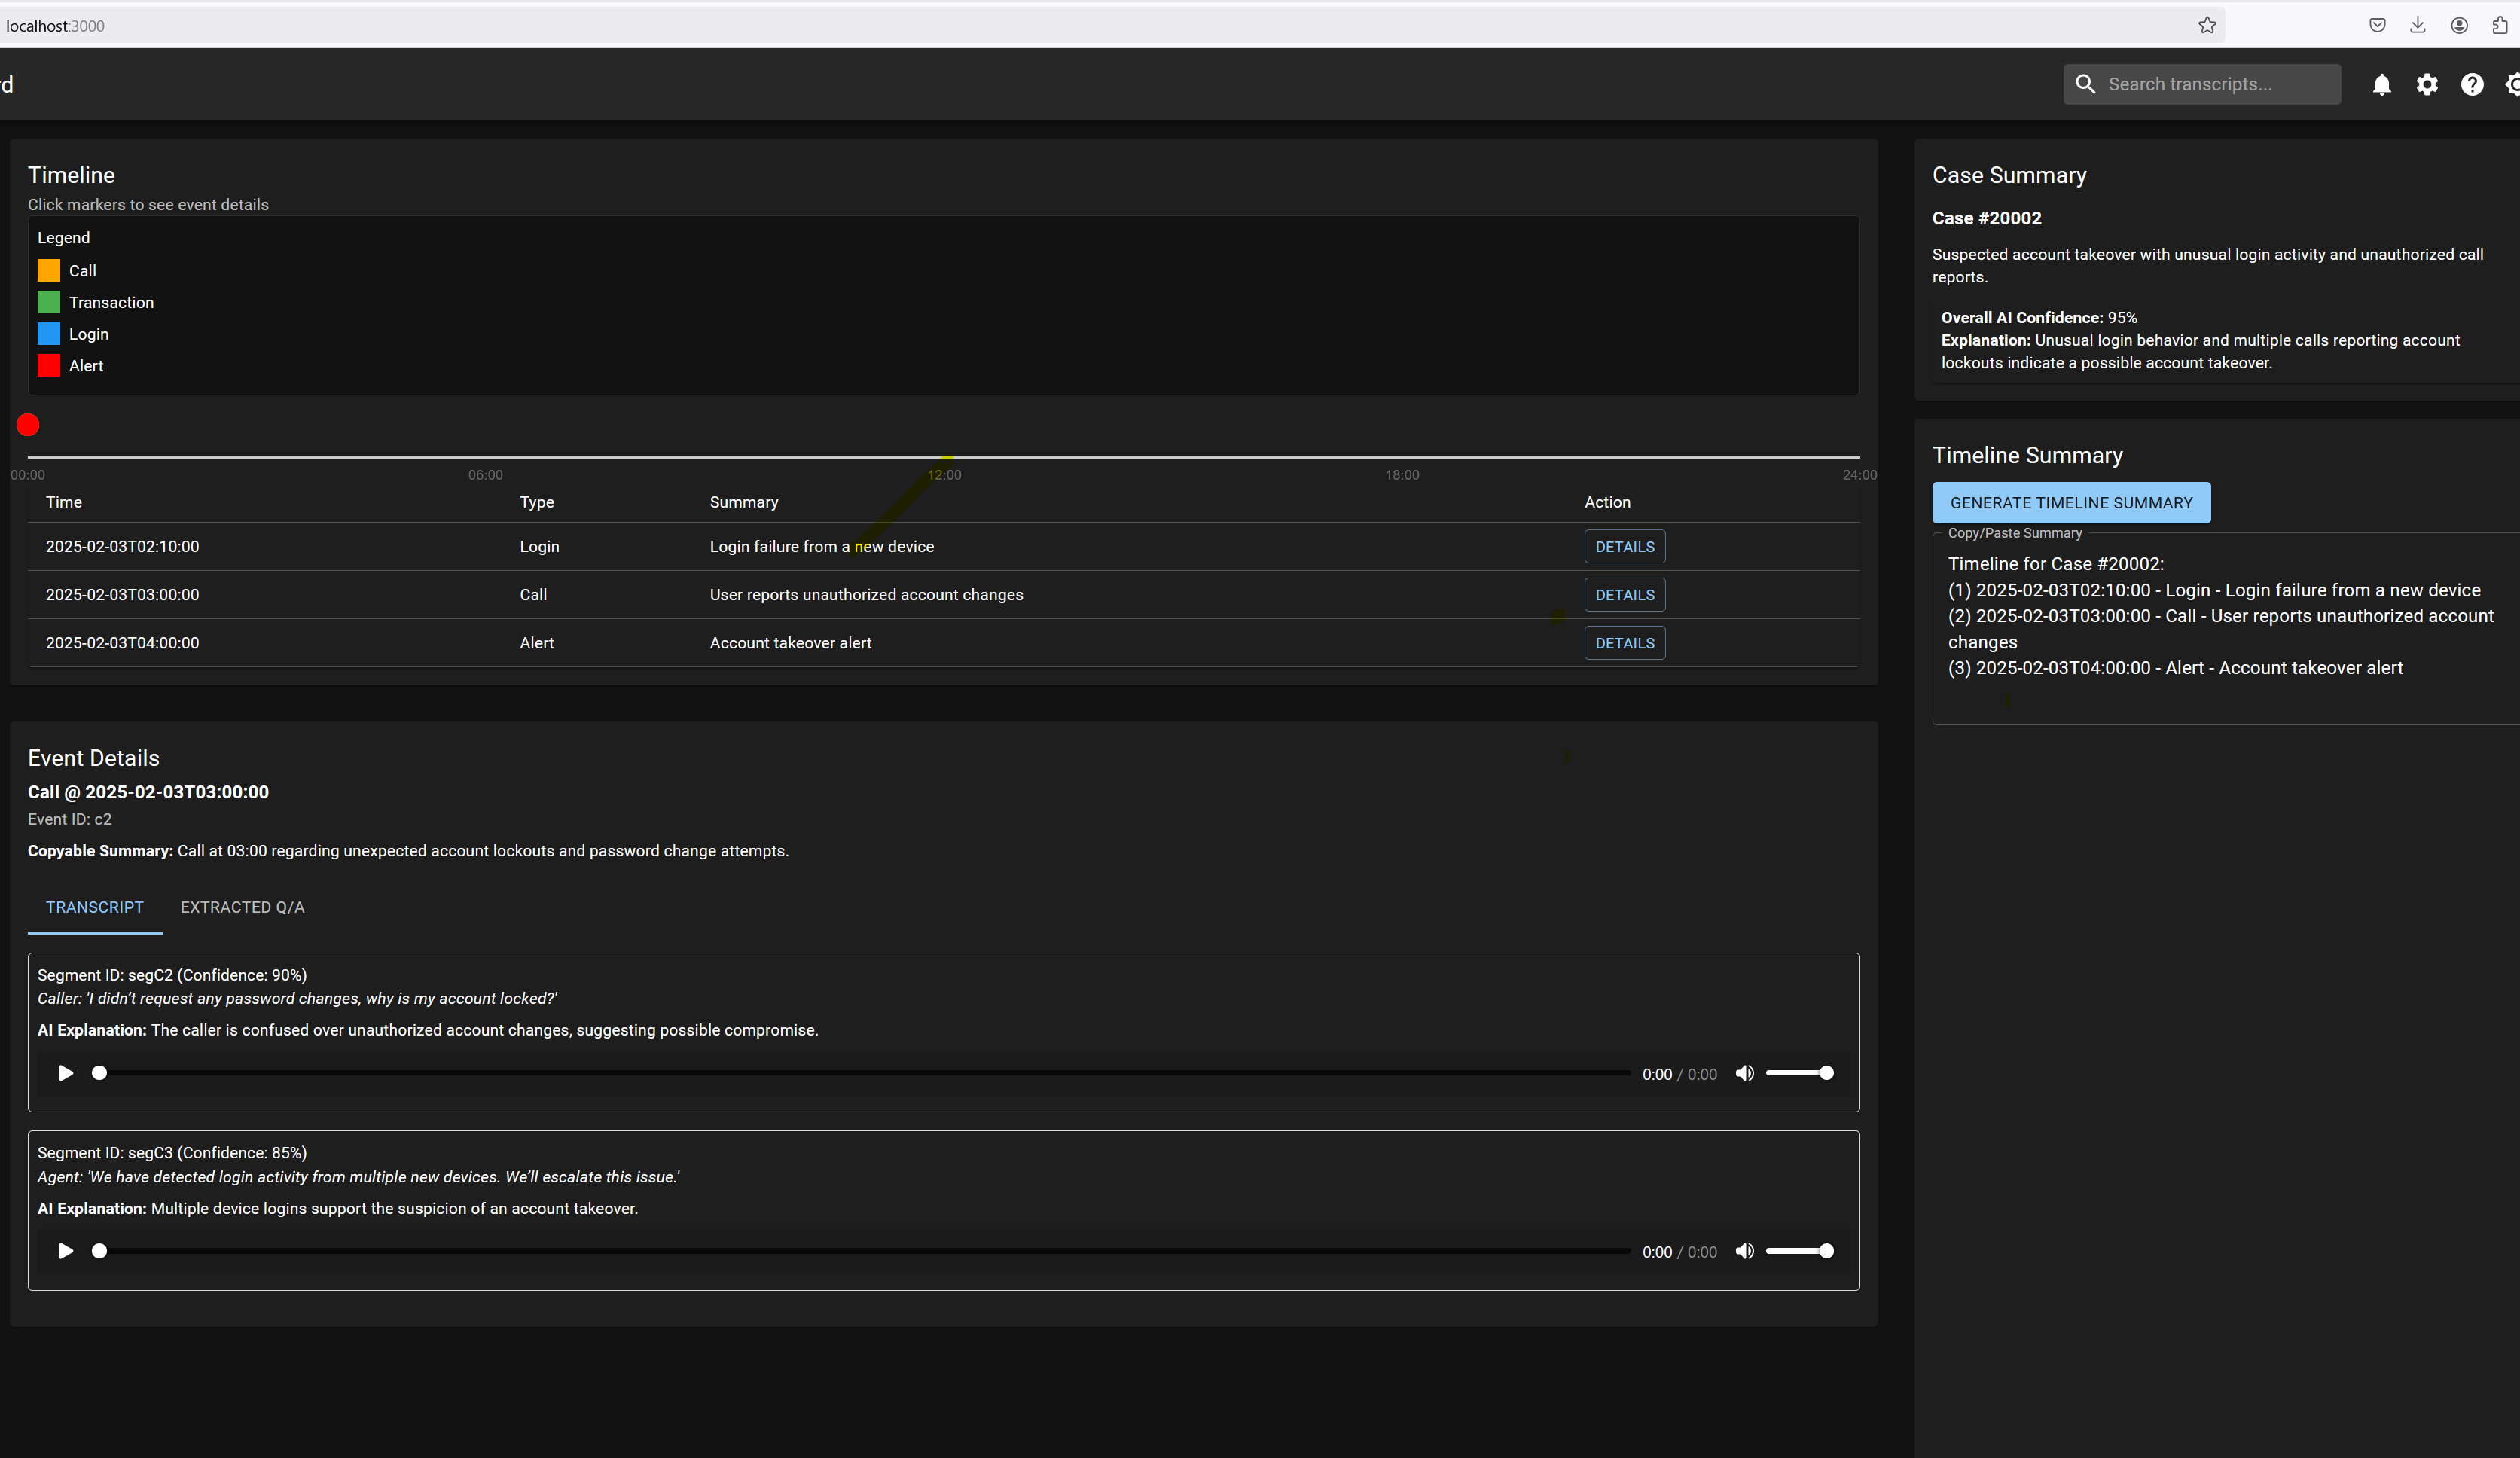 localhost:3000
rd
Search transcripts...
Timeline
Click markers to see event details
Legend
Call
Transaction
Login
Alert
00:00 06:00 12:00 18:00 24:00
Time Type Summary Action
2025-02-03T02:10:00 Login Login failure from a new device DETAILS
2025-02-03T03:00:00 Call User reports unauthorized account changes DETAILS
2025-02-03T04:00:00 Alert Account takeover alert DETAILS
Event Details
Call @ 2025-02-03T03:00:00
Event ID: c2
Copyable Summary: Call at 03:00 regarding unexpected account lockouts and password change attempts.
TRANSCRIPT EXTRACTED Q/A
Segment ID: segC2 (Confidence: 90%)
Caller: 'I didn’t request any password changes, why is my account locked?'
AI Explanation: The caller is confused over unauthorized account changes, suggesting possible compromise.
0:00 / 0:00
Segment ID: segC3 (Confidence: 85%)
Agent: 'We have detected login activity from multiple new devices. We’ll escalate this issue.'
AI Explanation: Multiple device logins support the suspicion of an account takeover.
0:00 / 0:00
Case Summary
Case #20002
Suspected account takeover with unusual login activity and unauthorized call
reports.
Overall AI Confidence: 95%
Explanation: Unusual login behavior and multiple calls reporting account
lockouts indicate a possible account takeover.
Timeline Summary
GENERATE TIMELINE SUMMARY
Copy/Paste Summary
Timeline for Case #20002:
(1) 2025-02-03T02:10:00 - Login - Login failure from a new device
(2) 2025-02-03T03:00:00 - Call - User reports unauthorized account
changes
(3) 2025-02-03T04:00:00 - Alert - Account takeover alert